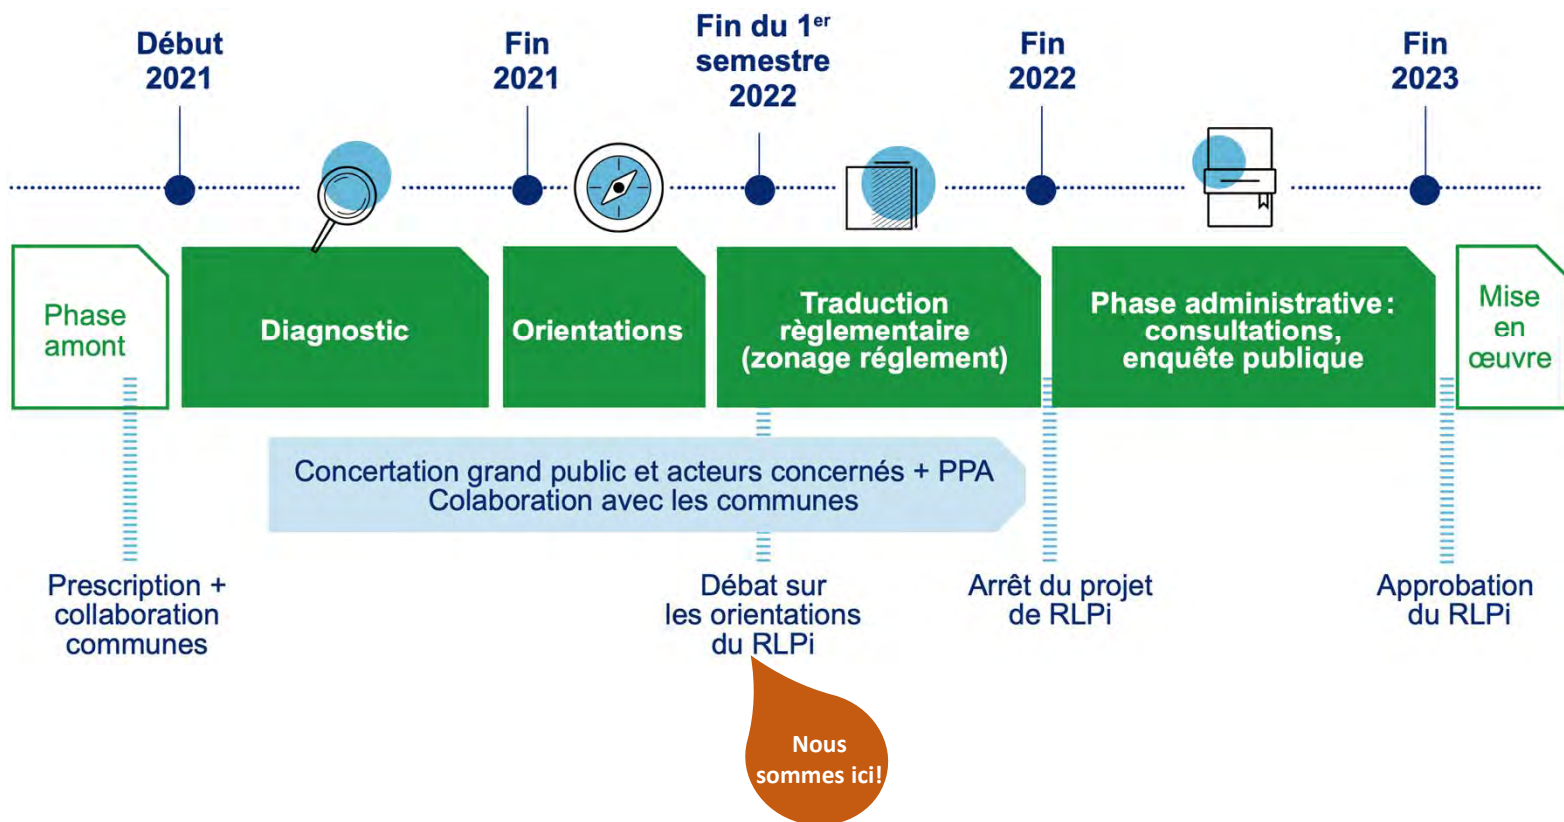 Début
2021
Fin
2021
Fin du 1er
semestre
2022
Fin
2022
Fin
2023
Phase
amont
Diagnostic
Orientations
Traduction
règlementaire
(zonage réglement)
Phase administrative :
consultations,
enquête publique
Mise
en
œuvre
Concertation grand public et acteurs concernés + PPA
Colaboration avec les communes
Prescription +
collaboration
communes
Débat sur
les orientations
du RLPi
Arrêt du projet
de RLPi
Approbation
du RLPi
Nous
sommes ici!